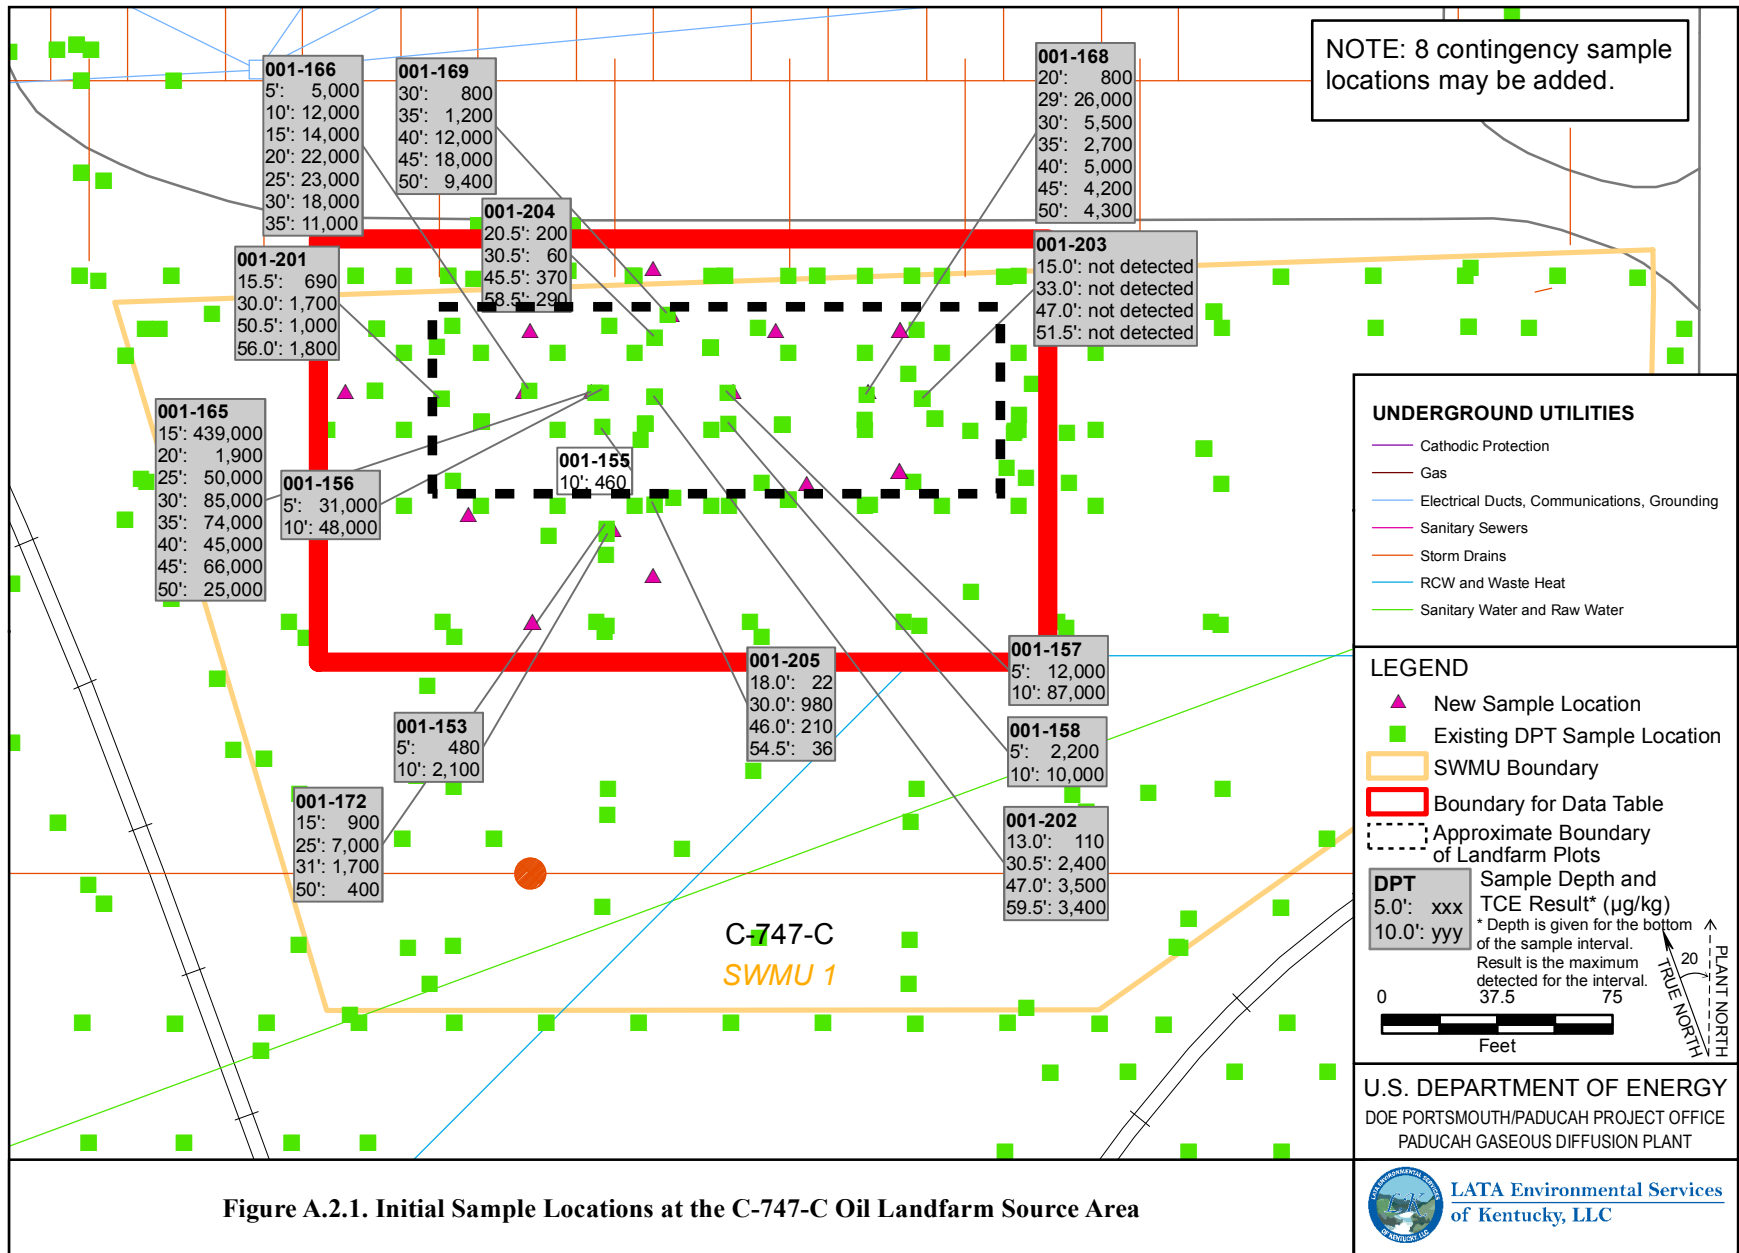 NOTE: 8 contingency sample
locations may be added.
001-166
5': 5,000
10': 12,000
15': 14,000
20': 22,000
25': 23,000
30': 18,000
35': 11,000
001-169
30': 800
35': 1,200
40': 12,000
45': 18,000
50': 9,400
001-168
20': 800
29': 26,000
30': 5,500
35': 2,700
40': 5,000
45': 4,200
50': 4,300
001-204
20.5': 200
30.5': 60
45.5': 370
58.5': 290
001-201
15.5': 690
30.0': 1,700
50.5': 1,000
56.0': 1,800
001-203
15.0': not detected
33.0': not detected
47.0': not detected
51.5': not detected
001-165
15': 439,000
20': 1,900
25': 50,000
30': 85,000
35': 74,000
40': 45,000
45': 66,000
50': 25,000
001-156
5': 31,000
10': 48,000
001-155
10': 460
001-205
18.0': 22
30.0': 980
46.0': 210
54.5': 36
001-157
5': 12,000
10': 87,000
001-153
5': 480
10': 2,100
001-158
5': 2,200
10': 10,000
001-172
15': 900
25': 7,000
31': 1,700
50': 400
001-202
13.0': 110
30.5': 2,400
47.0': 3,500
59.5': 3,400
C-747-C
SWMU 1
UNDERGROUND UTILITIES
Cathodic Protection
Gas
Electrical Ducts, Communications, Grounding
Sanitary Sewers
Storm Drains
RCW and Waste Heat
Sanitary Water and Raw Water
LEGEND
New Sample Location
Existing DPT Sample Location
SWMU Boundary
Boundary for Data Table
Approximate Boundary
of Landfarm Plots
DPT
5.0': xxx
10.0': yyy
Sample Depth and
TCE Result* (µg/kg)
* Depth is given for the bottom
of the sample interval.
Result is the maximum
detected for the interval.
20
TRUE NORTH
PLANT NORTH
0 37.5 75
Feet
U.S. DEPARTMENT OF ENERGY
DOE PORTSMOUTH/PADUCAH PROJECT OFFICE
PADUCAH GASEOUS DIFFUSION PLANT
Figure A.2.1. Initial Sample Locations at the C-747-C Oil Landfarm Source Area
LATA ENVIRONMENTAL SERVICES
OF KENTUCKY, LLC
LATA Environmental Services
of Kentucky, LLC